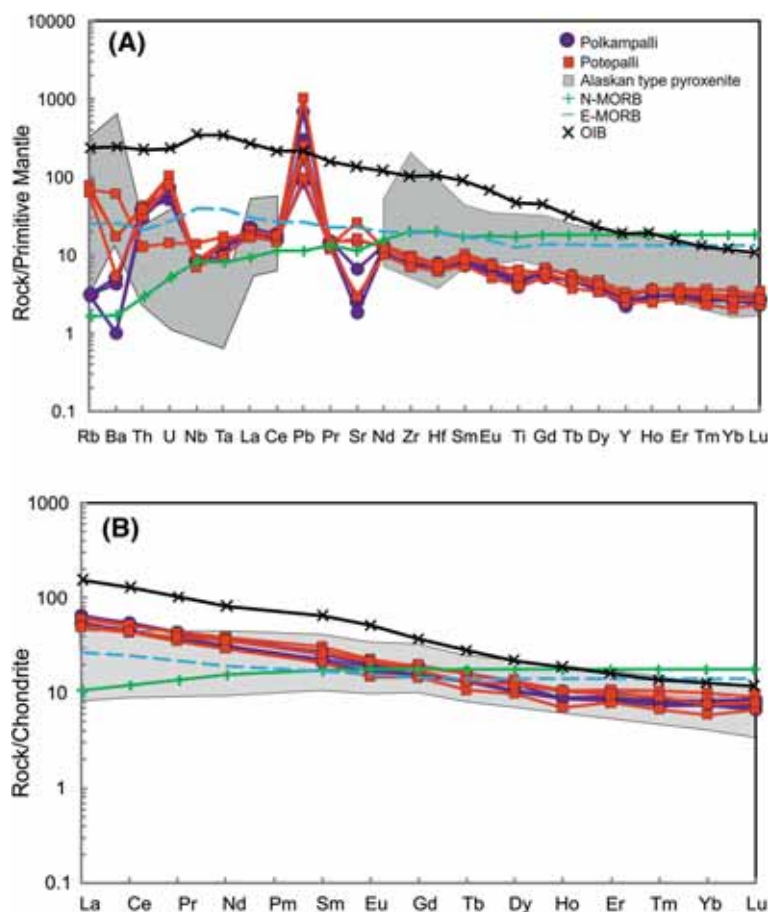 (A)
Polkampalli
Potepalli
Alaskan type pyroxenite
N-MORB
E-MORB
OIB
Rock/Primitive Mantle
10000
1000
100
10
1
0.1
Rb Ba Th U Nb Ta La Ce Pb Pr Sr Nd Zr Hf Sm Eu Ti Gd Tb Dy Y Ho Er Tm Yb Lu
(B)
Rock/Chondrite
1000
100
10
1
0.1
La Ce Pr Nd Pm Sm Eu Gd Tb Dy Ho Er Tm Yb Lu